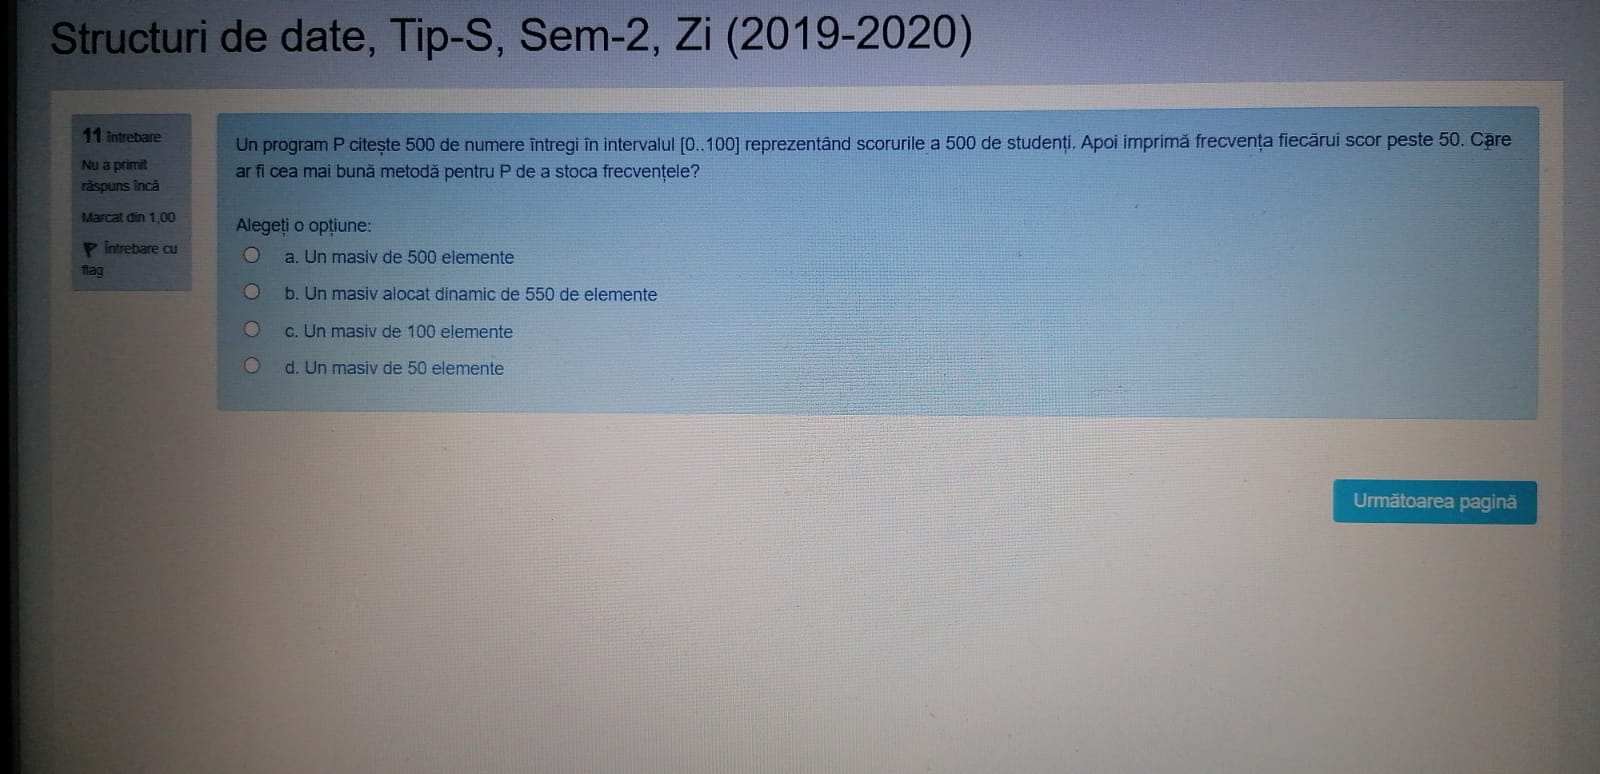 Structuri de date, Tip-S, Sem-2, Zi (2019-2020)
11 întrebare
Nu a primit
răspuns încă
Marcat din 1,00
Întrebare cu
flag
Un program P citește 500 de numere întregi în intervalul [0..100] reprezentând scorurile a 500 de studenți. Apoi imprimă frecvența fiecărui scor peste 50. Care
ar fi cea mai bună metodă pentru P de a stoca frecvențele?
Alegeți o opțiune:
a. Un masiv de 500 elemente
b. Un masiv alocat dinamic de 550 de elemente
c. Un masiv de 100 elemente
d. Un masiv de 50 elemente
Următoarea pagină